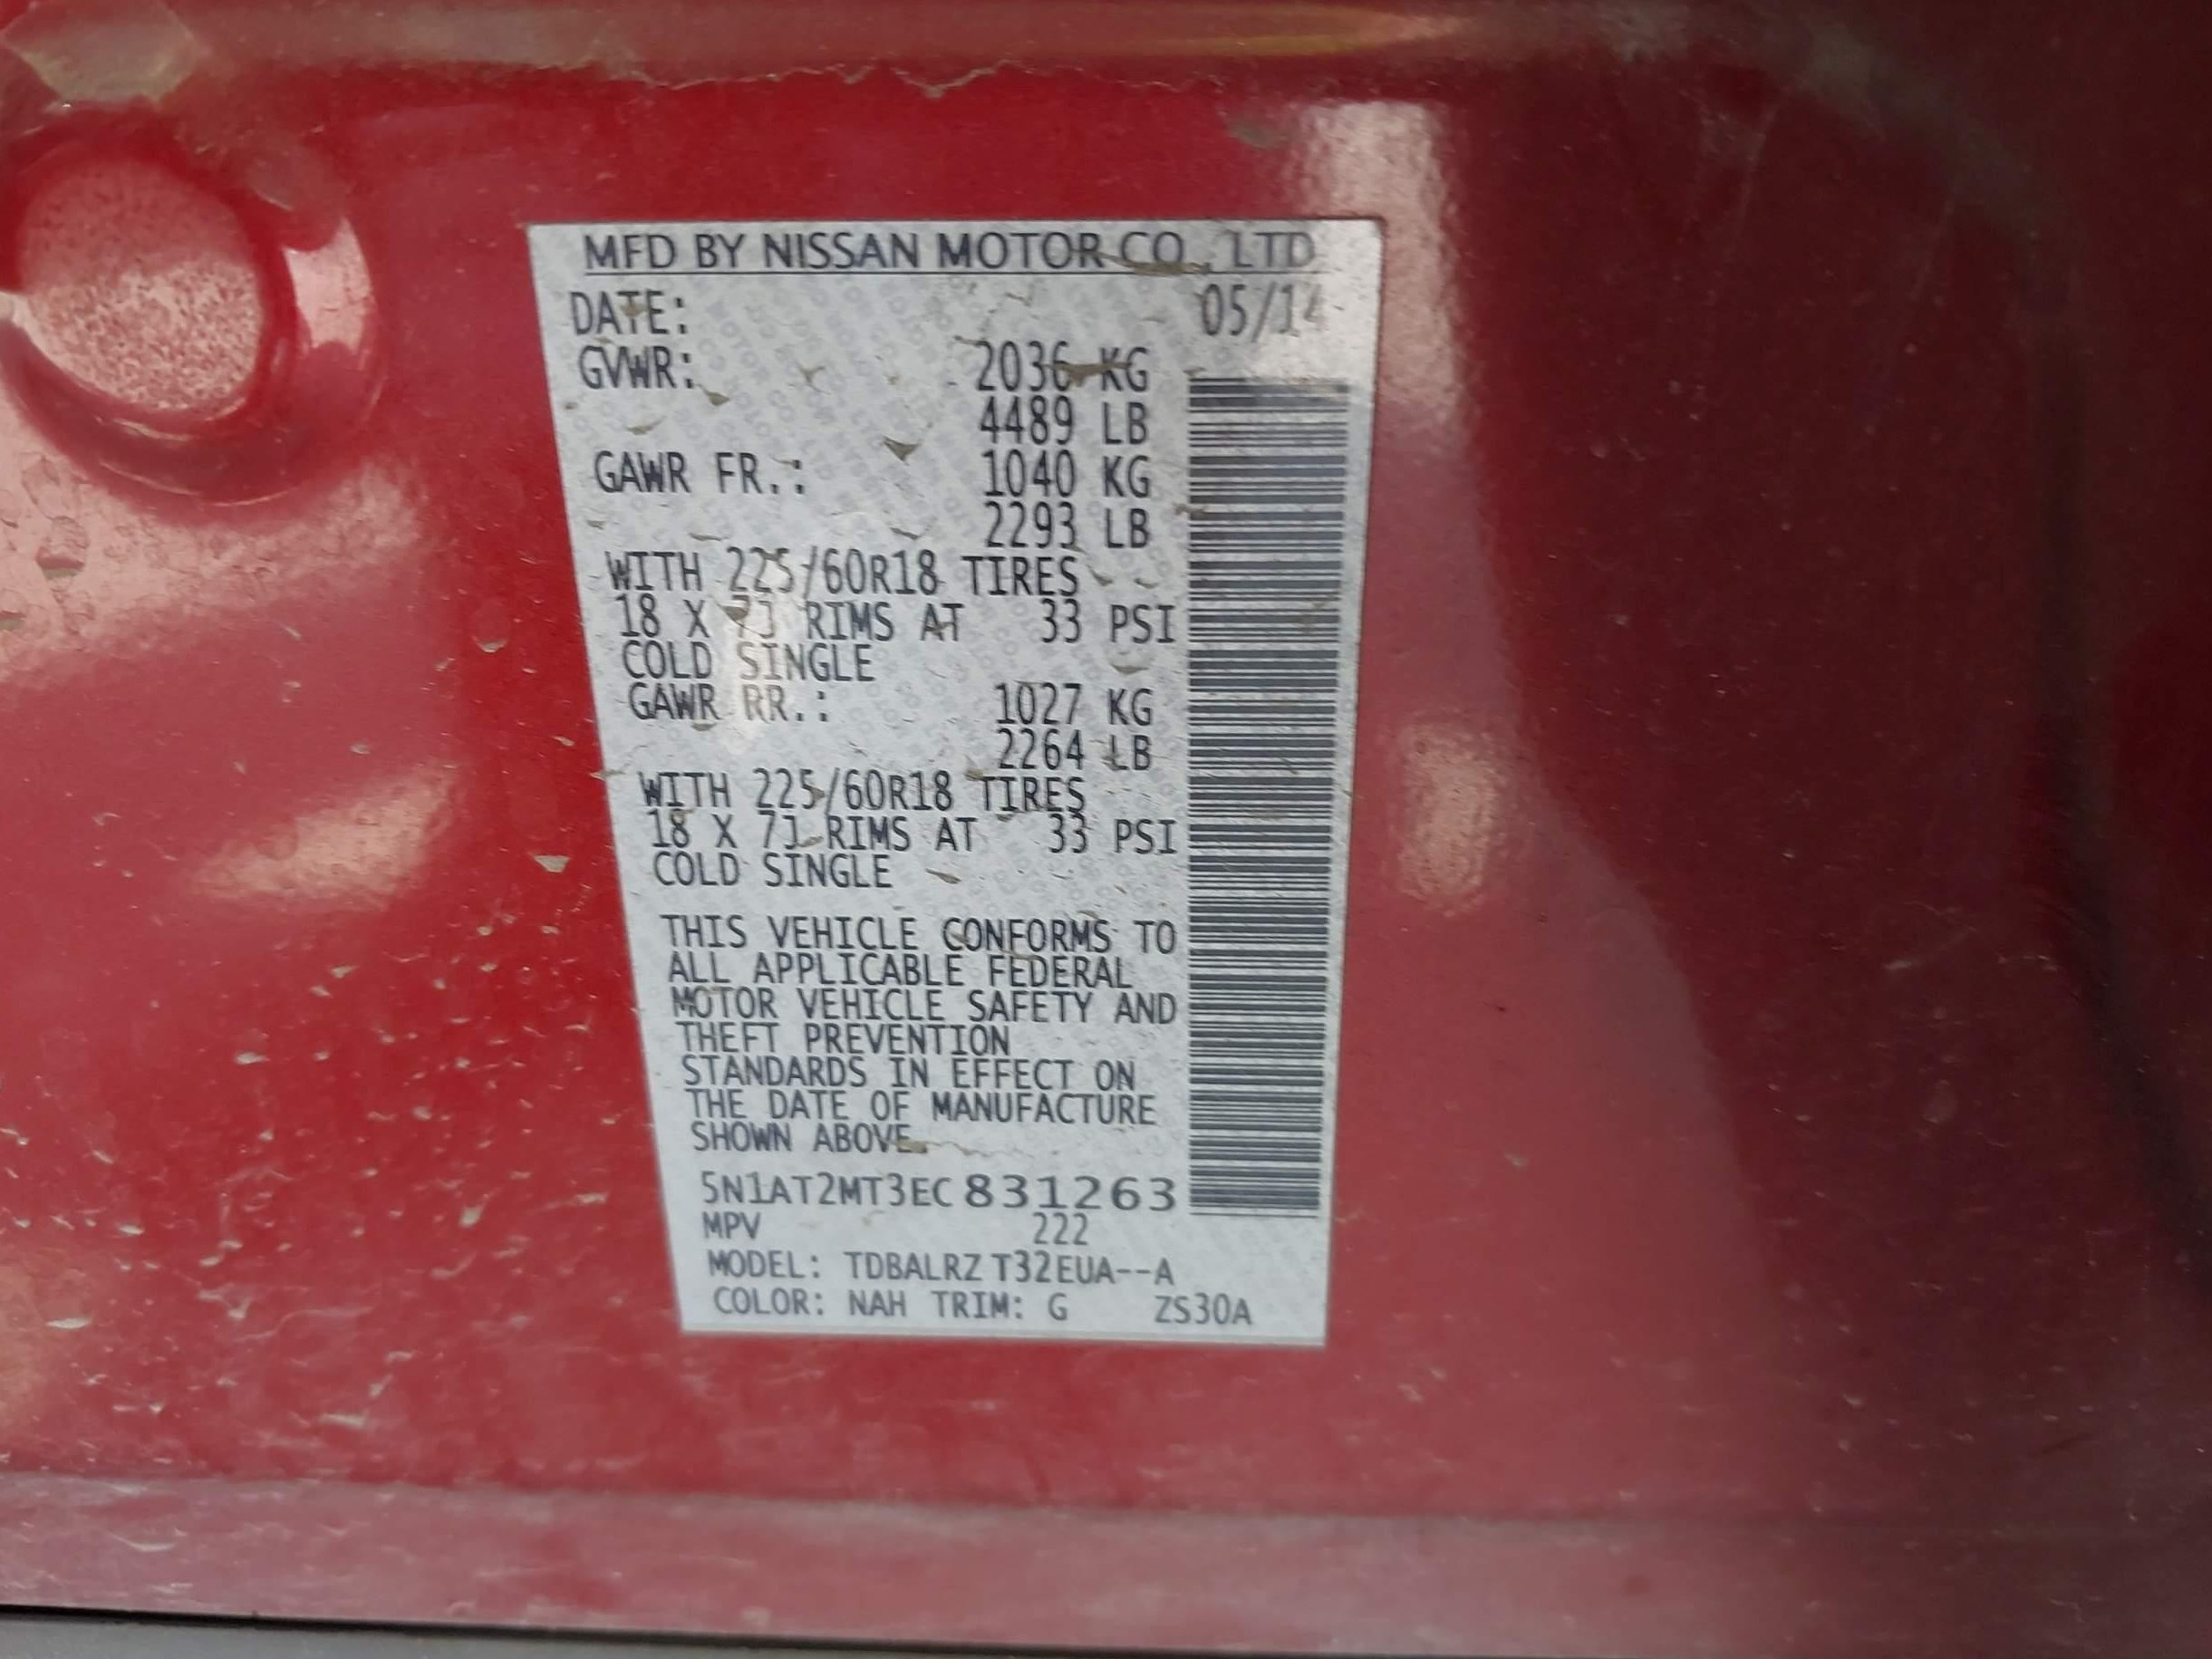 MFD BY NISSAN MOTOR CO., LTD
DATE: 05/14
GVWR: 2036 KG
4489 LB
GAWR FR.: 1040 KG
2293 LB
WITH 225/60R18 TIRES
18 X 7J RIMS AT 33 PSI
COLD SINGLE
GAWR RR.: 1027 KG
2264 LB
WITH 225/60R18 TIRES
18 X 7J RIMS AT 33 PSI
COLD SINGLE
THIS VEHICLE CONFORMS TO
ALL APPLICABLE FEDERAL
MOTOR VEHICLE SAFETY AND
THEFT PREVENTION
STANDARDS IN EFFECT ON
THE DATE OF MANUFACTURE
SHOWN ABOVE.
5N1AT2MT3EC831263
MPV 222
MODEL: TDBALRZ T32EUA--A
COLOR: NAH TRIM: G ZS30A